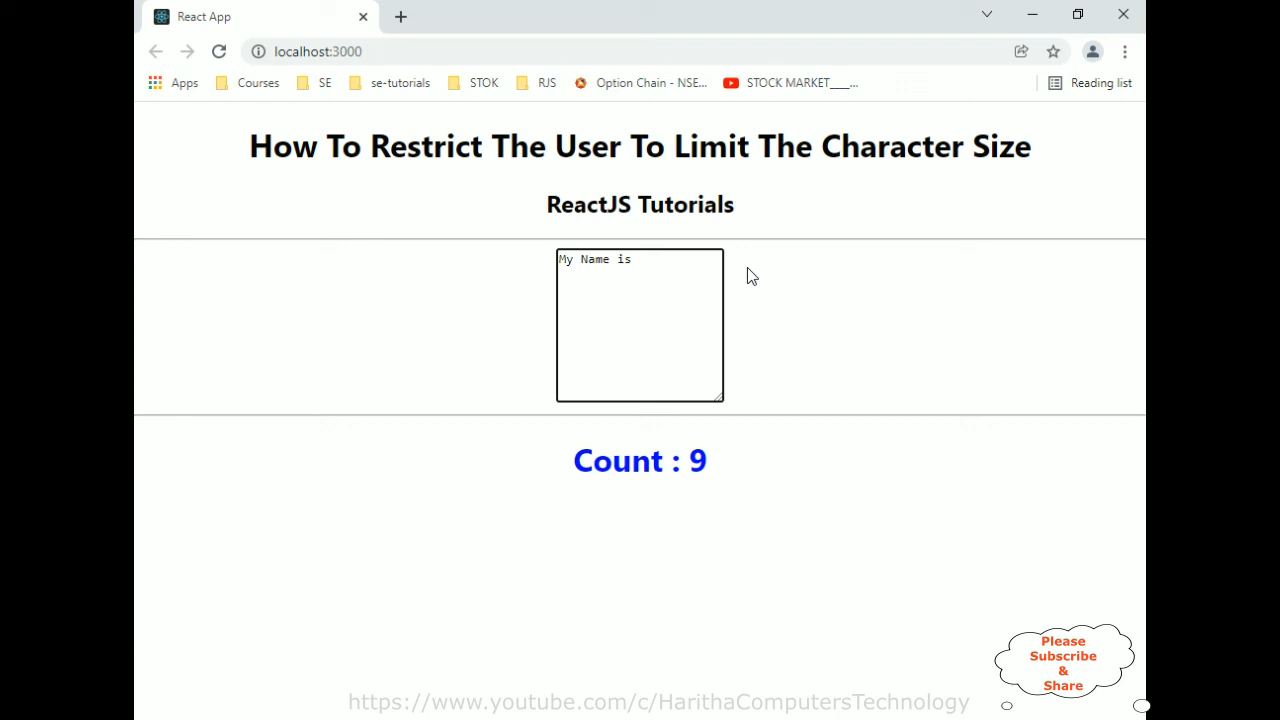 React App
localhost:3000
Apps Courses SE se-tutorials STOK RJS Option Chain - NSE... STOCK MARKET____... Reading list
How To Restrict The User To Limit The Character Size
ReactJS Tutorials
My Name is
Count : 9
Please
Subscribe
&
Share
https://www.youtube.com/c/HarithaComputersTechnology